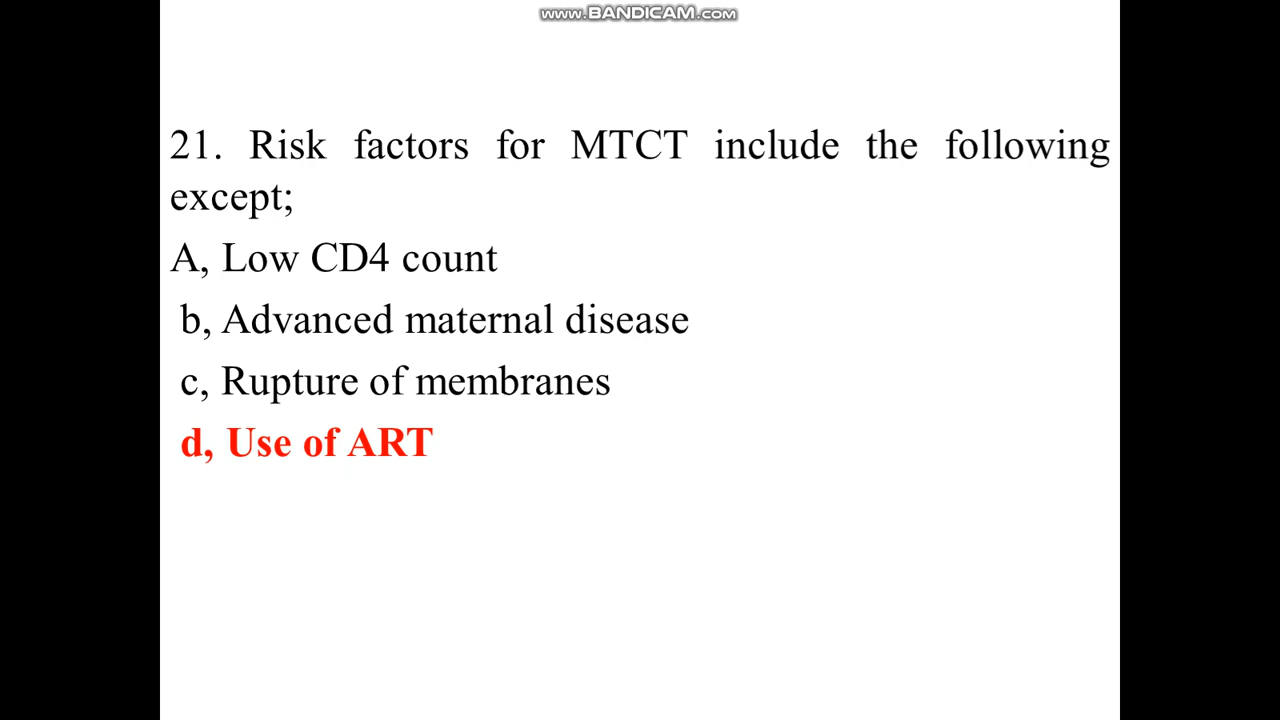 www.BANDICAM.com
21. Risk factors for MTCT include the following
except;
A, Low CD4 count
b, Advanced maternal disease
c, Rupture of membranes
d, Use of ART